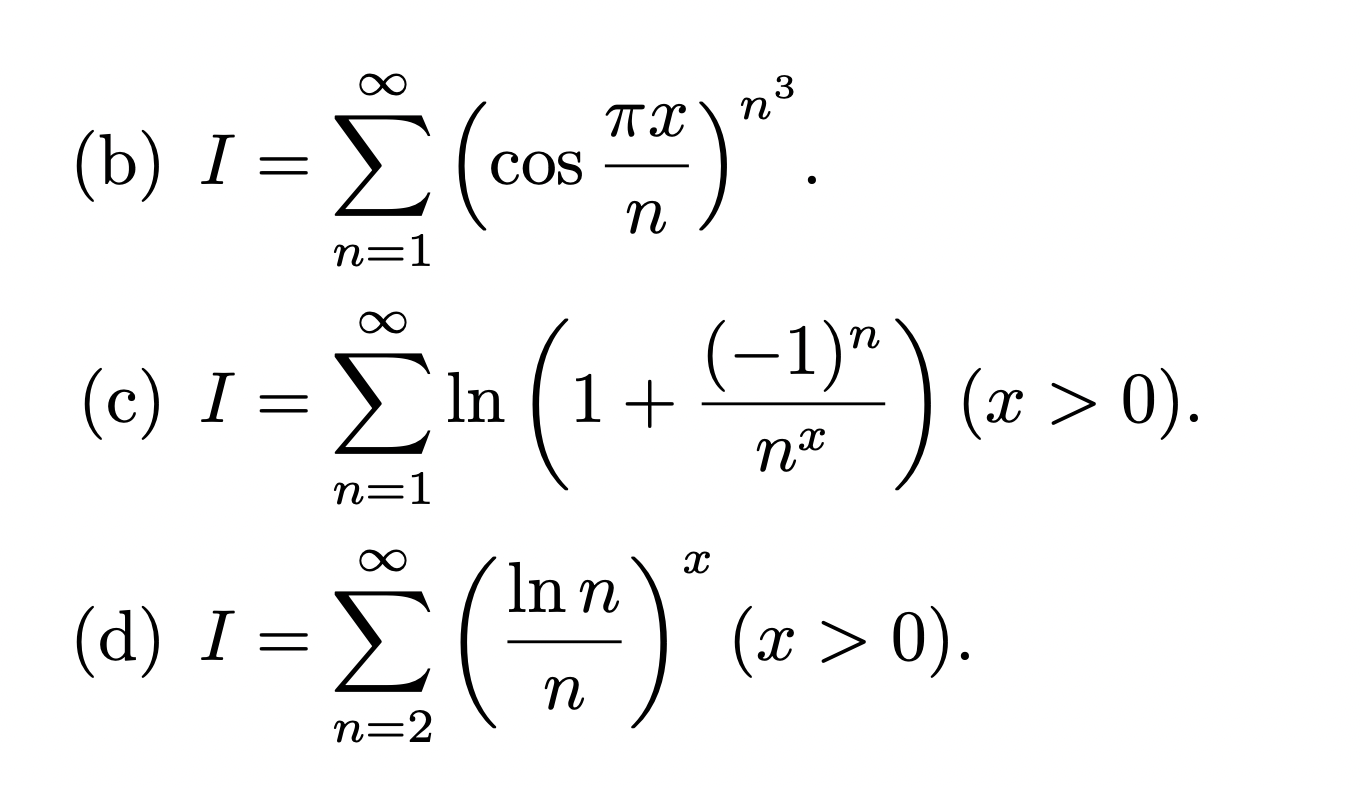 (b) $I = \sum_{n=1}^{\infty} \left( \cos \frac{\pi x}{n} \right)^{n^3}.$
(c) $I = \sum_{n=1}^{\infty} \ln \left( 1 + \frac{(-1)^n}{n^x} \right) (x > 0).$
(d) $I = \sum_{n=2}^{\infty} \left( \frac{\ln n}{n} \right)^x (x > 0).$